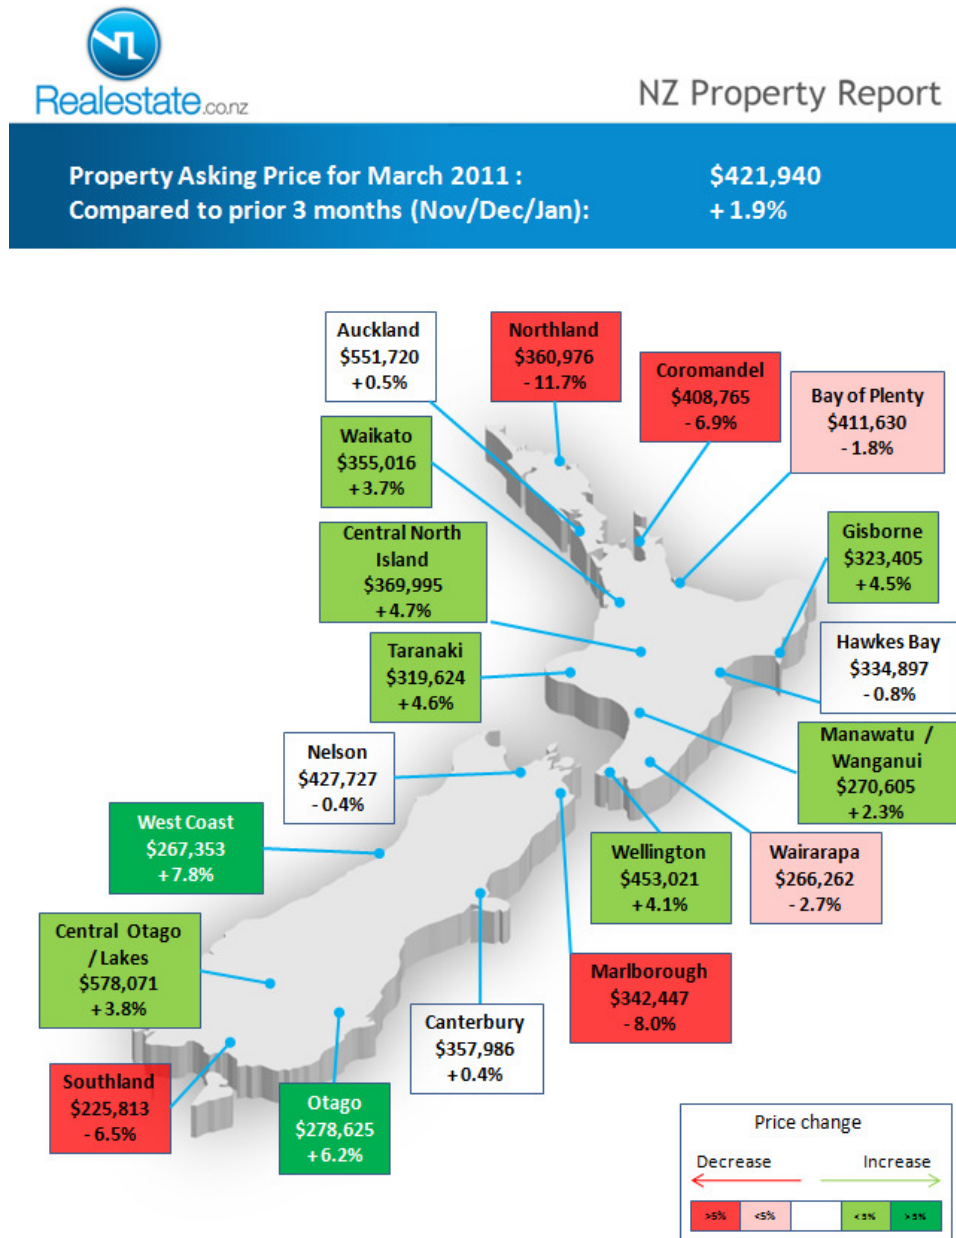 Realestate.co.nz
NZ Property Report
Property Asking Price for March 2011 :
$421,940
Compared to prior 3 months (Nov/Dec/Jan):
+ 1.9%
Auckland
$551,720
+ 0.5%
Northland
$360,976
- 11.7%
Coromandel
$408,765
- 6.9%
Bay of Plenty
$411,630
- 1.8%
Waikato
$355,016
+ 3.7%
Central North
Island
$369,995
+ 4.7%
Gisborne
$323,405
+ 4.5%
Taranaki
$319,624
+ 4.6%
Hawkes Bay
$334,897
- 0.8%
Nelson
$427,727
- 0.4%
Manawatu /
Wanganui
$270,605
+ 2.3%
West Coast
$267,353
+ 7.8%
Wellington
$453,021
+ 4.1%
Wairarapa
$266,262
- 2.7%
Central Otago
/ Lakes
$578,071
+ 3.8%
Marlborough
$342,447
- 8.0%
Canterbury
$357,986
+ 0.4%
Southland
$225,813
- 6.5%
Otago
$278,625
+ 6.2%
Price change
Decrease
Increase
>5%
<5%
<5%
>5%